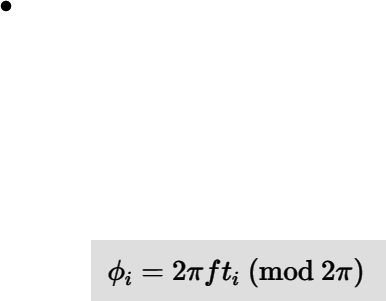 •
ϕᵢ = 2πftᵢ (mod 2π)